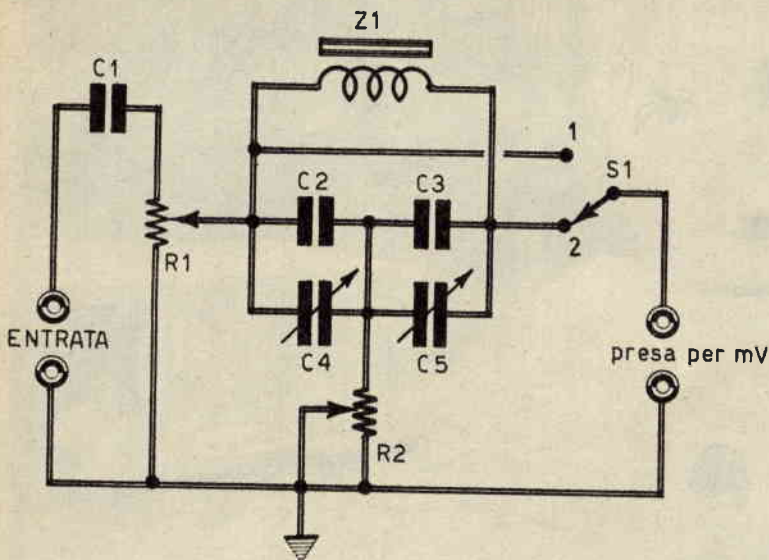 Z1
C1
1
S1
C2
C3
2
R1
ENTRATA
C4
C5
presa per mV
R2